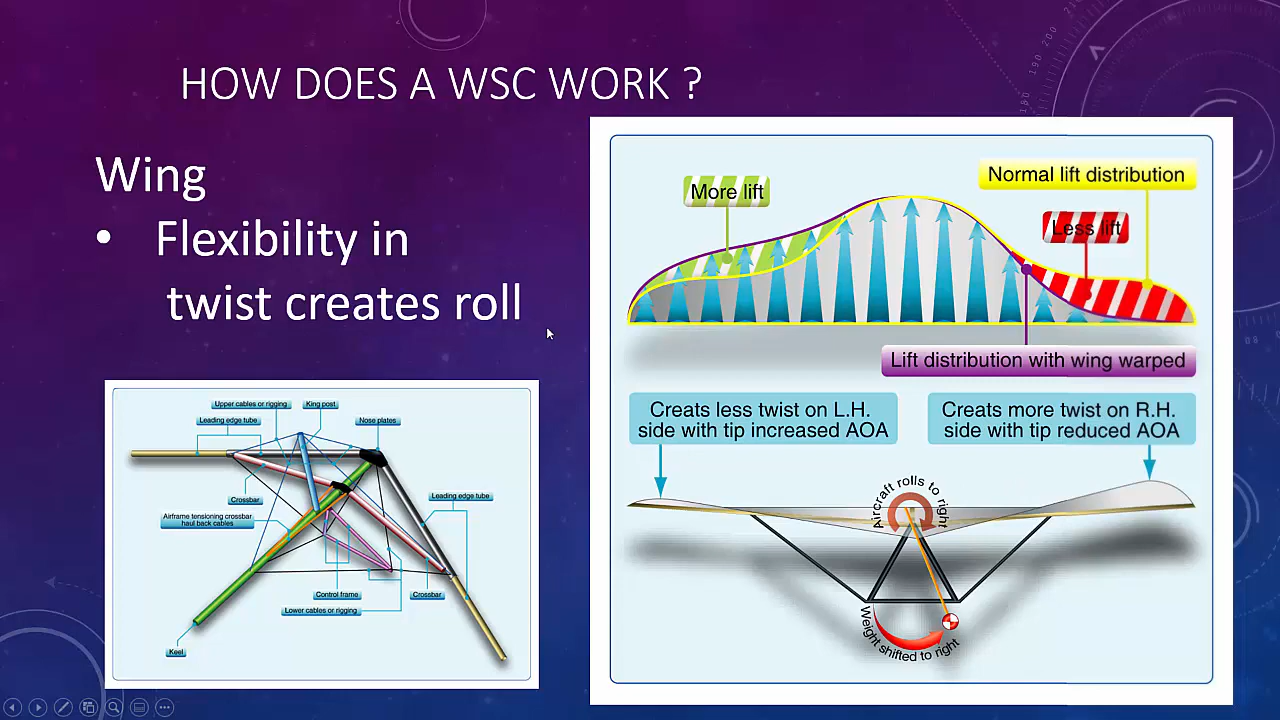 HOW DOES A WSC WORK ?
Wing
• Flexibility in
twist creates roll
Upper cables or rigging
King post
Leading edge tube
Nose plates
Crossbar
Leading edge tube
Airframe tensioning crossbar
haul back cables
Control frame
Crossbar
Lower cables or rigging
Keel
More lift
Normal lift distribution
Less lift
Lift distribution with wing warped
Creats less twist on L.H.
side with tip increased AOA
Creats more twist on R.H.
side with tip reduced AOA
Aircraft rolls to right
Weight shifted to right
180 190 200